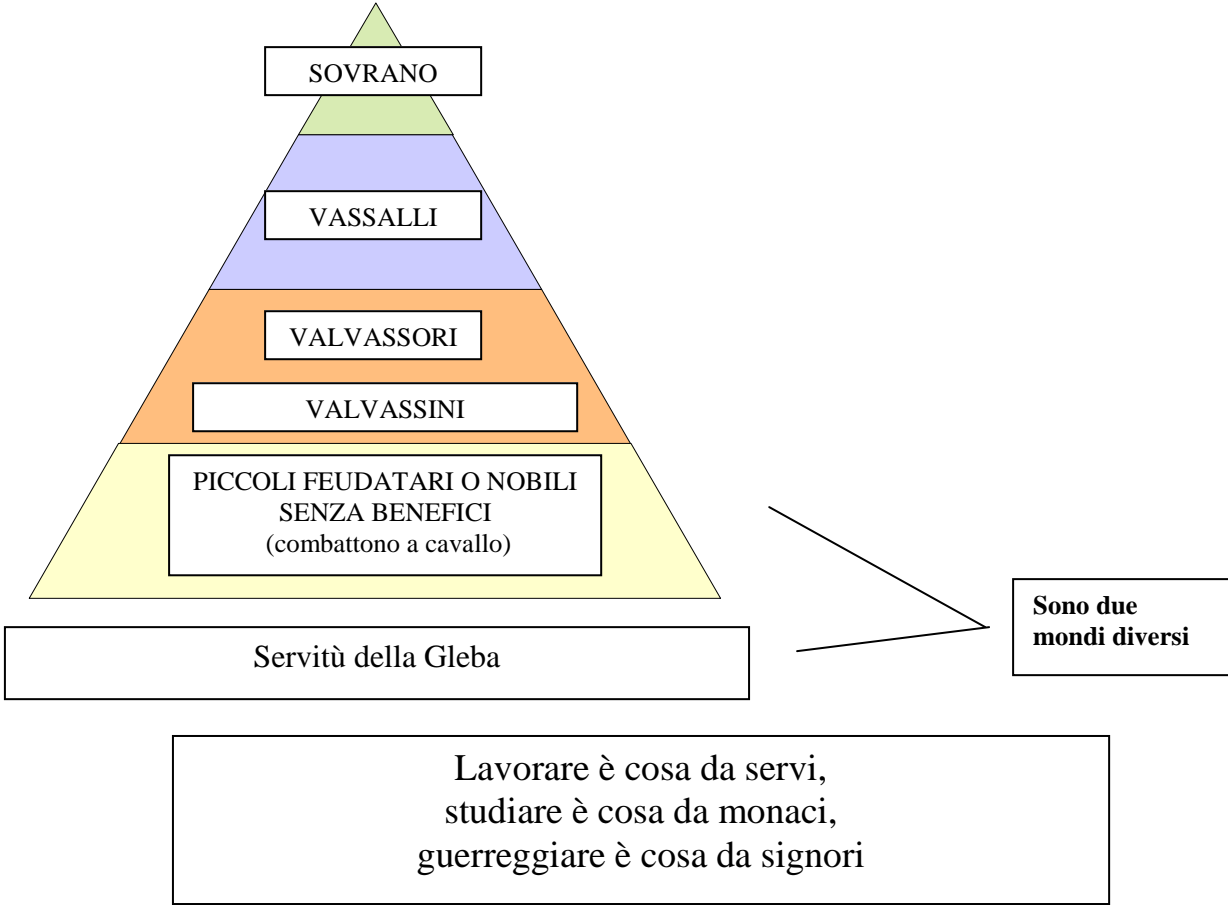 SOVRANO
VASSALLI
VALVASSORI
VALVASSINI
PICCOLI FEUDATARI O NOBILI
SENZA BENEFICI
(combattono a cavallo)
Sono due
mondi diversi
Servitù della Gleba
Lavorare è cosa da servi,
studiare è cosa da monaci,
guerreggiare è cosa da signori